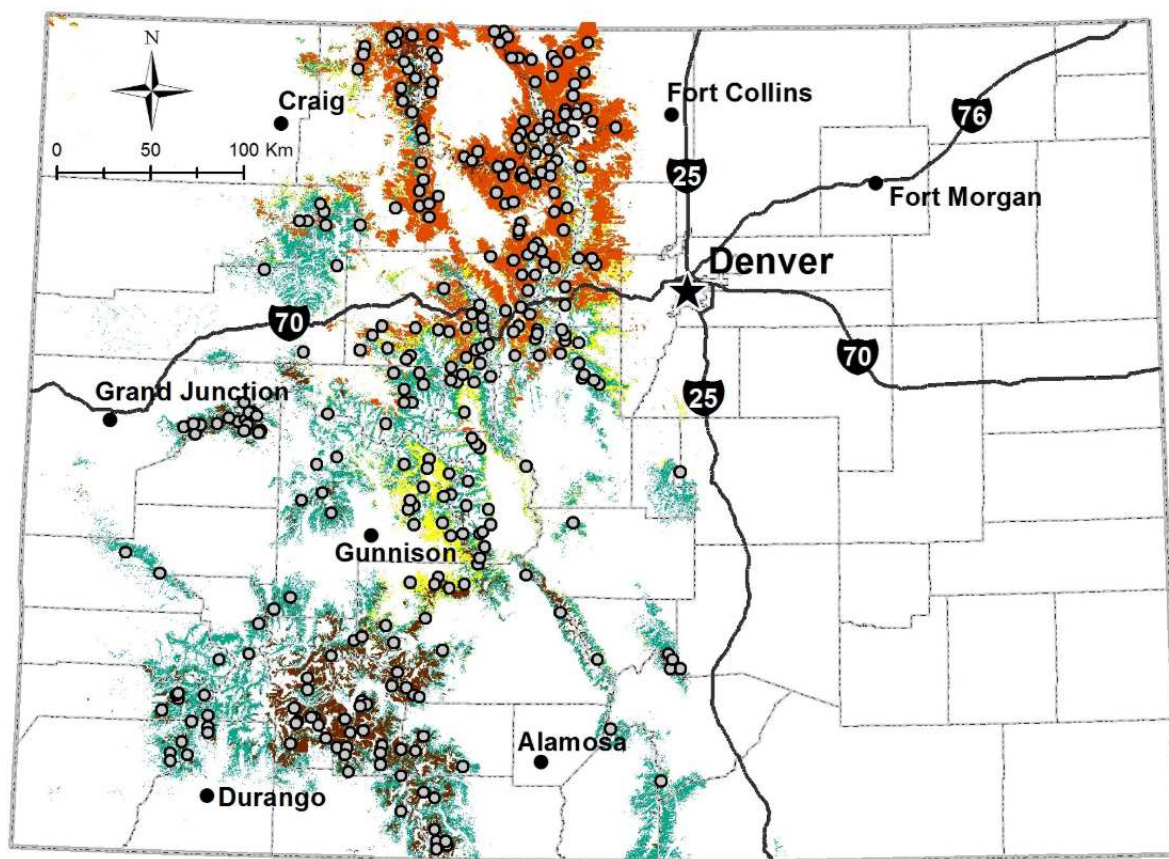 N
Craig
Fort Collins
76
0 50 100 Km
25
Fort Morgan
Denver
70
70
Grand Junction
25
Gunnison
Alamosa
Durango